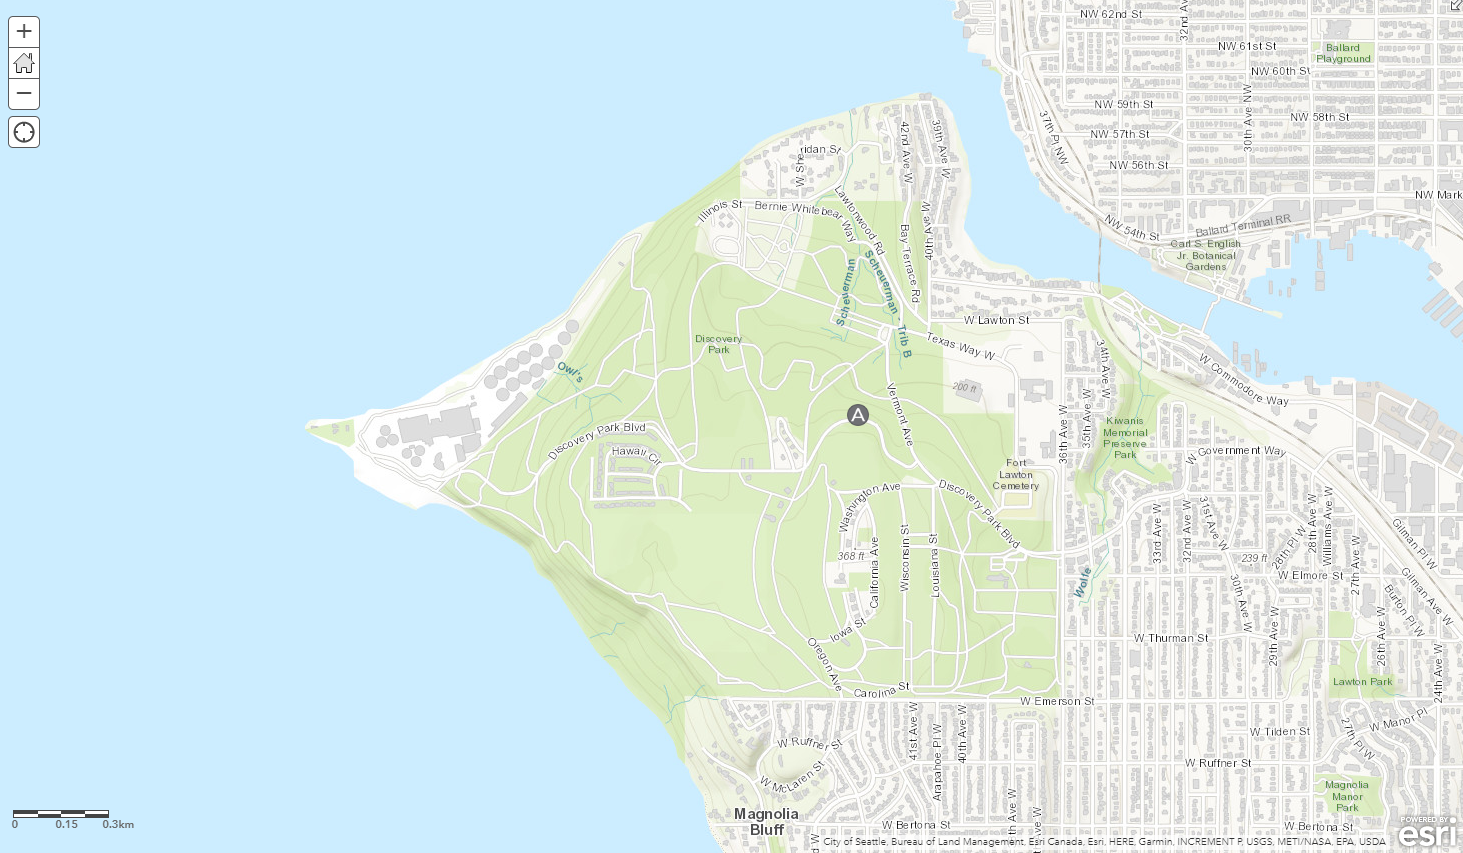 NW 62nd St
32nd Ave
NW 61st St
Ballard
Playground
NW 60th St
NW 59th St
30th Ave NW
NW 58th St
37th Pl NW
NW 57th St
42nd Ave W
39th Ave W
W Sheridan St
NW 56th St
Lawtonwood Rd
Illinois St
Bernie Whitebear Way
NW Mark
40th Ave W
Bay Terrace Rd
NW 54th St
Ballard Terminal RR
Carl S. English
Jr. Botanical
Gardens
Scheuerman
Scheuerman - Trib B
W Lawton St
Discovery
Park
Texas Way W
34th Ave W
W Commodore Way
Owl's
200 ft
Vermont Ave
35th Ave W
36th Ave W
A
Kiwanis
Memorial
Preserve
Park
Discovery Park Blvd
Hawaii Cir
W Government Way
Fort
Lawton
Cemetery
Washington Ave
Discovery Park Blvd
31st Ave W
28th Ave W
Williams Ave W
33rd Ave W
32nd Ave W
Gilman Pl W
368 ft
California Ave
Wisconsin St
Louisiana St
239 ft
28th Pl W
27th Ave W
Wolfe
W Elmore St
30th Ave W
Gilman Ave W
Burton Pl W
Iowa St
W Thurman St
29th Ave W
26th Ave W
24th Ave W
Oregon Ave
Lawton Park
Carolina St
W Emerson St
41st Ave W
Arapahoe Pl W
40th Ave W
W Manor Pl
27th Pl W
W Tilden St
W Ruffner St
W Ruffner St
W McLaren St
Magnolia
Manor
Park
Magnolia
Bluff
W Bertona St
W Bertona St
0 0.15 0.3km
POWERED BY
esri
City of Seattle, Bureau of Land Management, Esri Canada, Esri, HERE, Garmin, INCREMENT P, USGS, METI/NASA, EPA, USDA